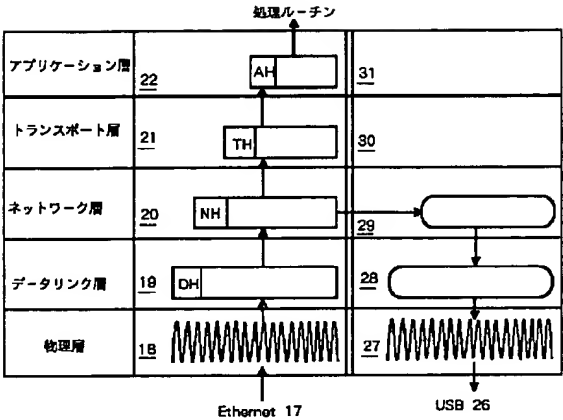 処理ルーチン
アプリケーション層
22
AH
31
トランスポート層
21
TH
30
ネットワーク層
20
NH
29
データリンク層
19
DH
28
物理層
18
27
Ethernet 17
USB 26